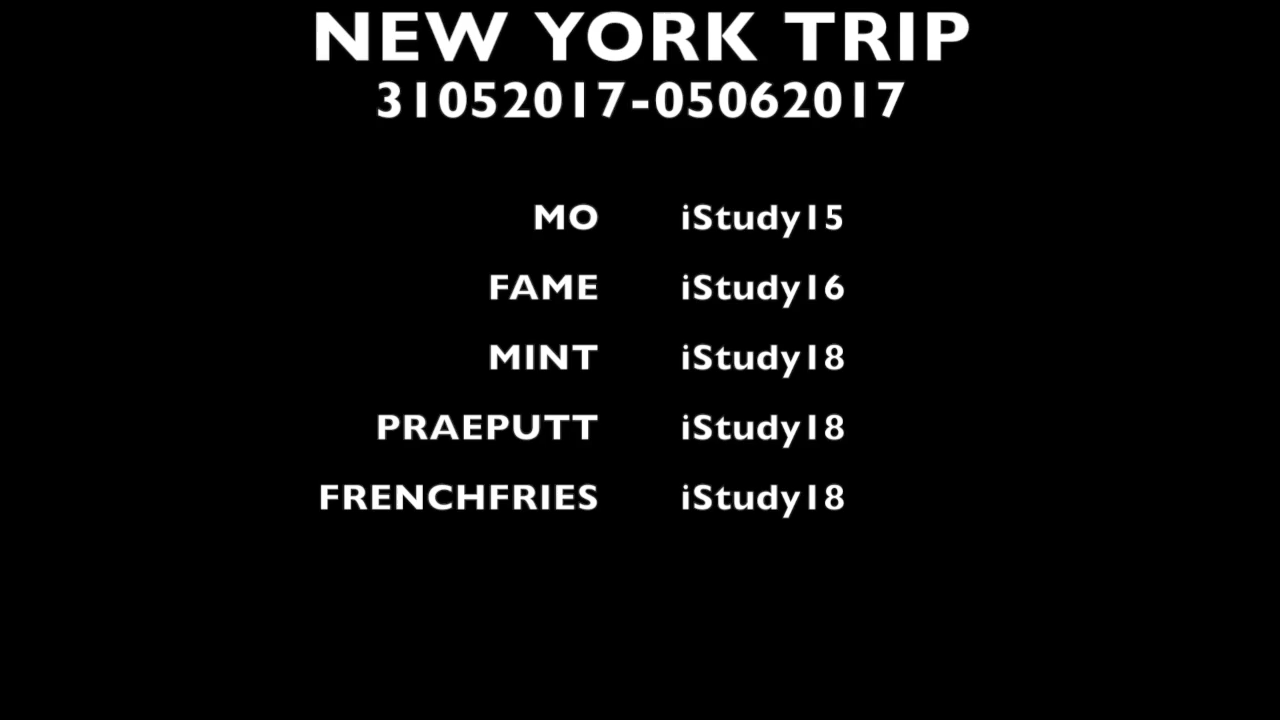 NEW YORK TRIP
31052017-05062017
MO iStudy15
FAME iStudy16
MINT iStudy18
PRAEPUTT iStudy18
FRENCHFRIES iStudy18